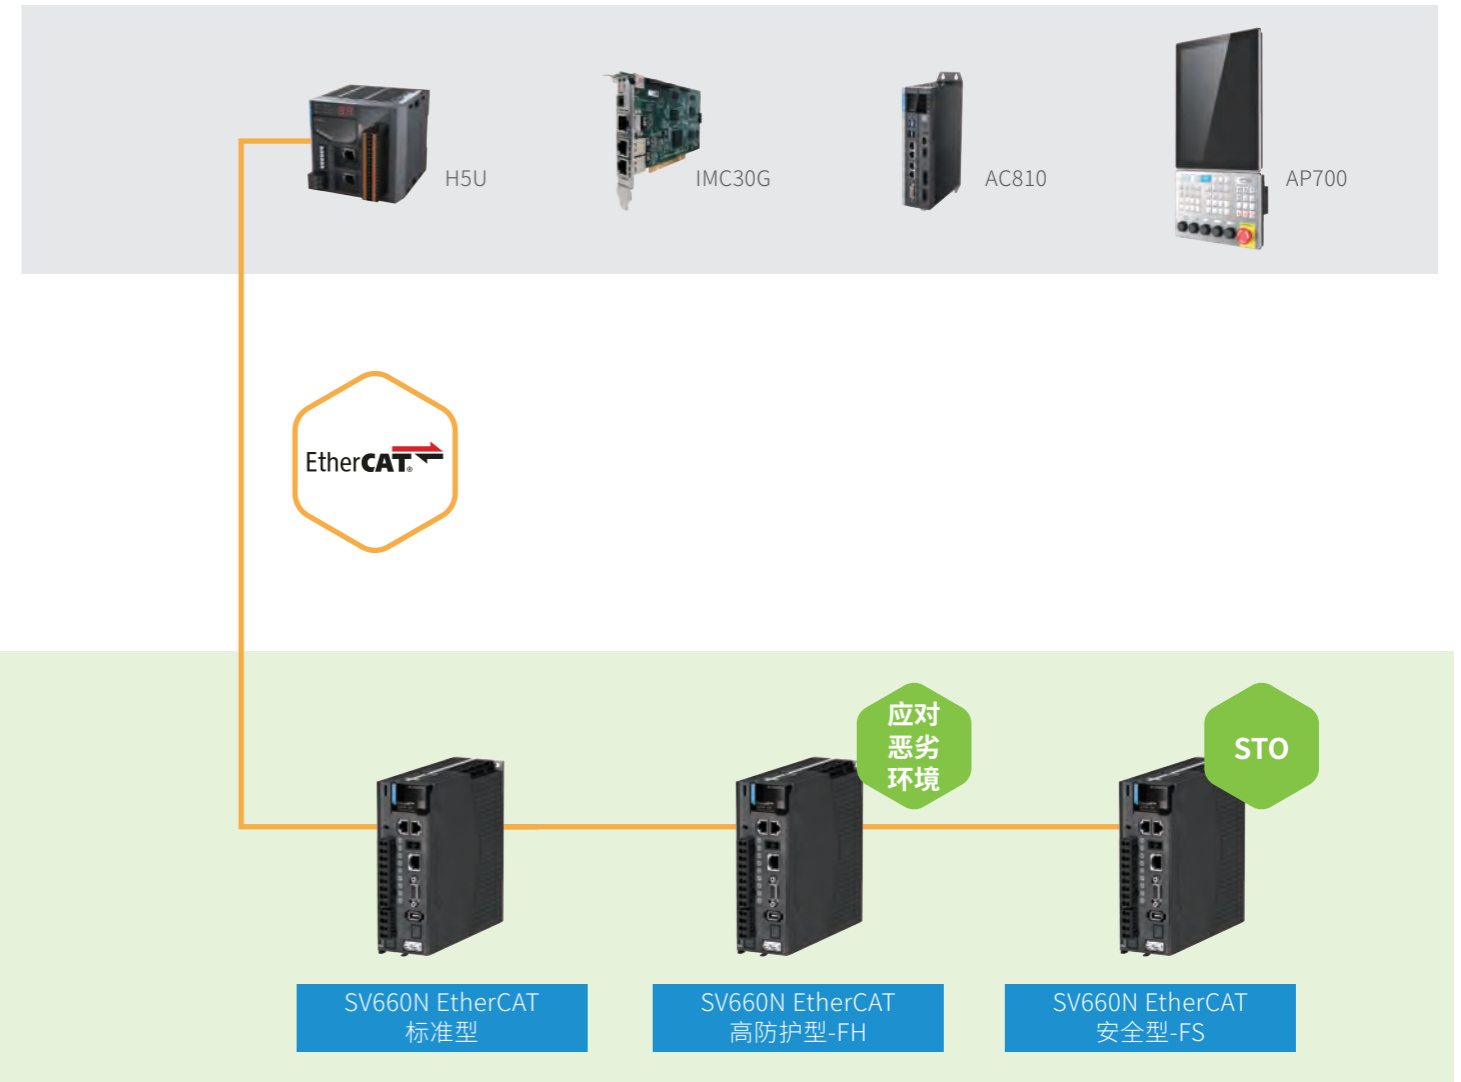 H5U
IMC30G
AC810
AP700
EtherCAT®
应对
恶劣
环境
STO
SV660N EtherCAT
标准型
SV660N EtherCAT
高防护型-FH
SV660N EtherCAT
安全型-FS